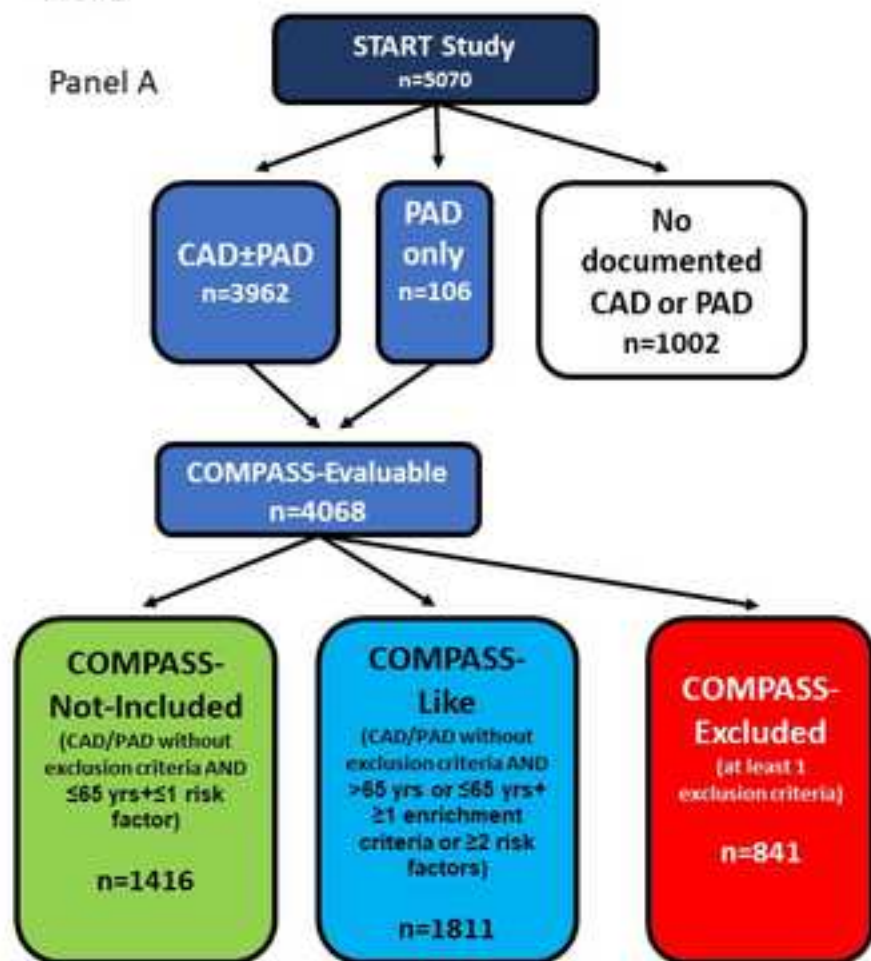 START Study
n=5070
Panel A
CAD±PAD
n=3962
PAD
only
n=106
No
documented
CAD or PAD
n=1002
COMPASS-Evaluable
n=4068
COMPASS-
Not-Included
(CAD/PAD without
exclusion criteria AND
≤65 yrs+≤1 risk
factor)
n=1416
COMPASS-
Like
(CAD/PAD without
exclusion criteria AND
>65 yrs or ≤65 yrs+
≥1 enrichment
criteria or ≥2 risk
factors)
n=1811
COMPASS-
Excluded
(at least 1
exclusion criteria)
n=841